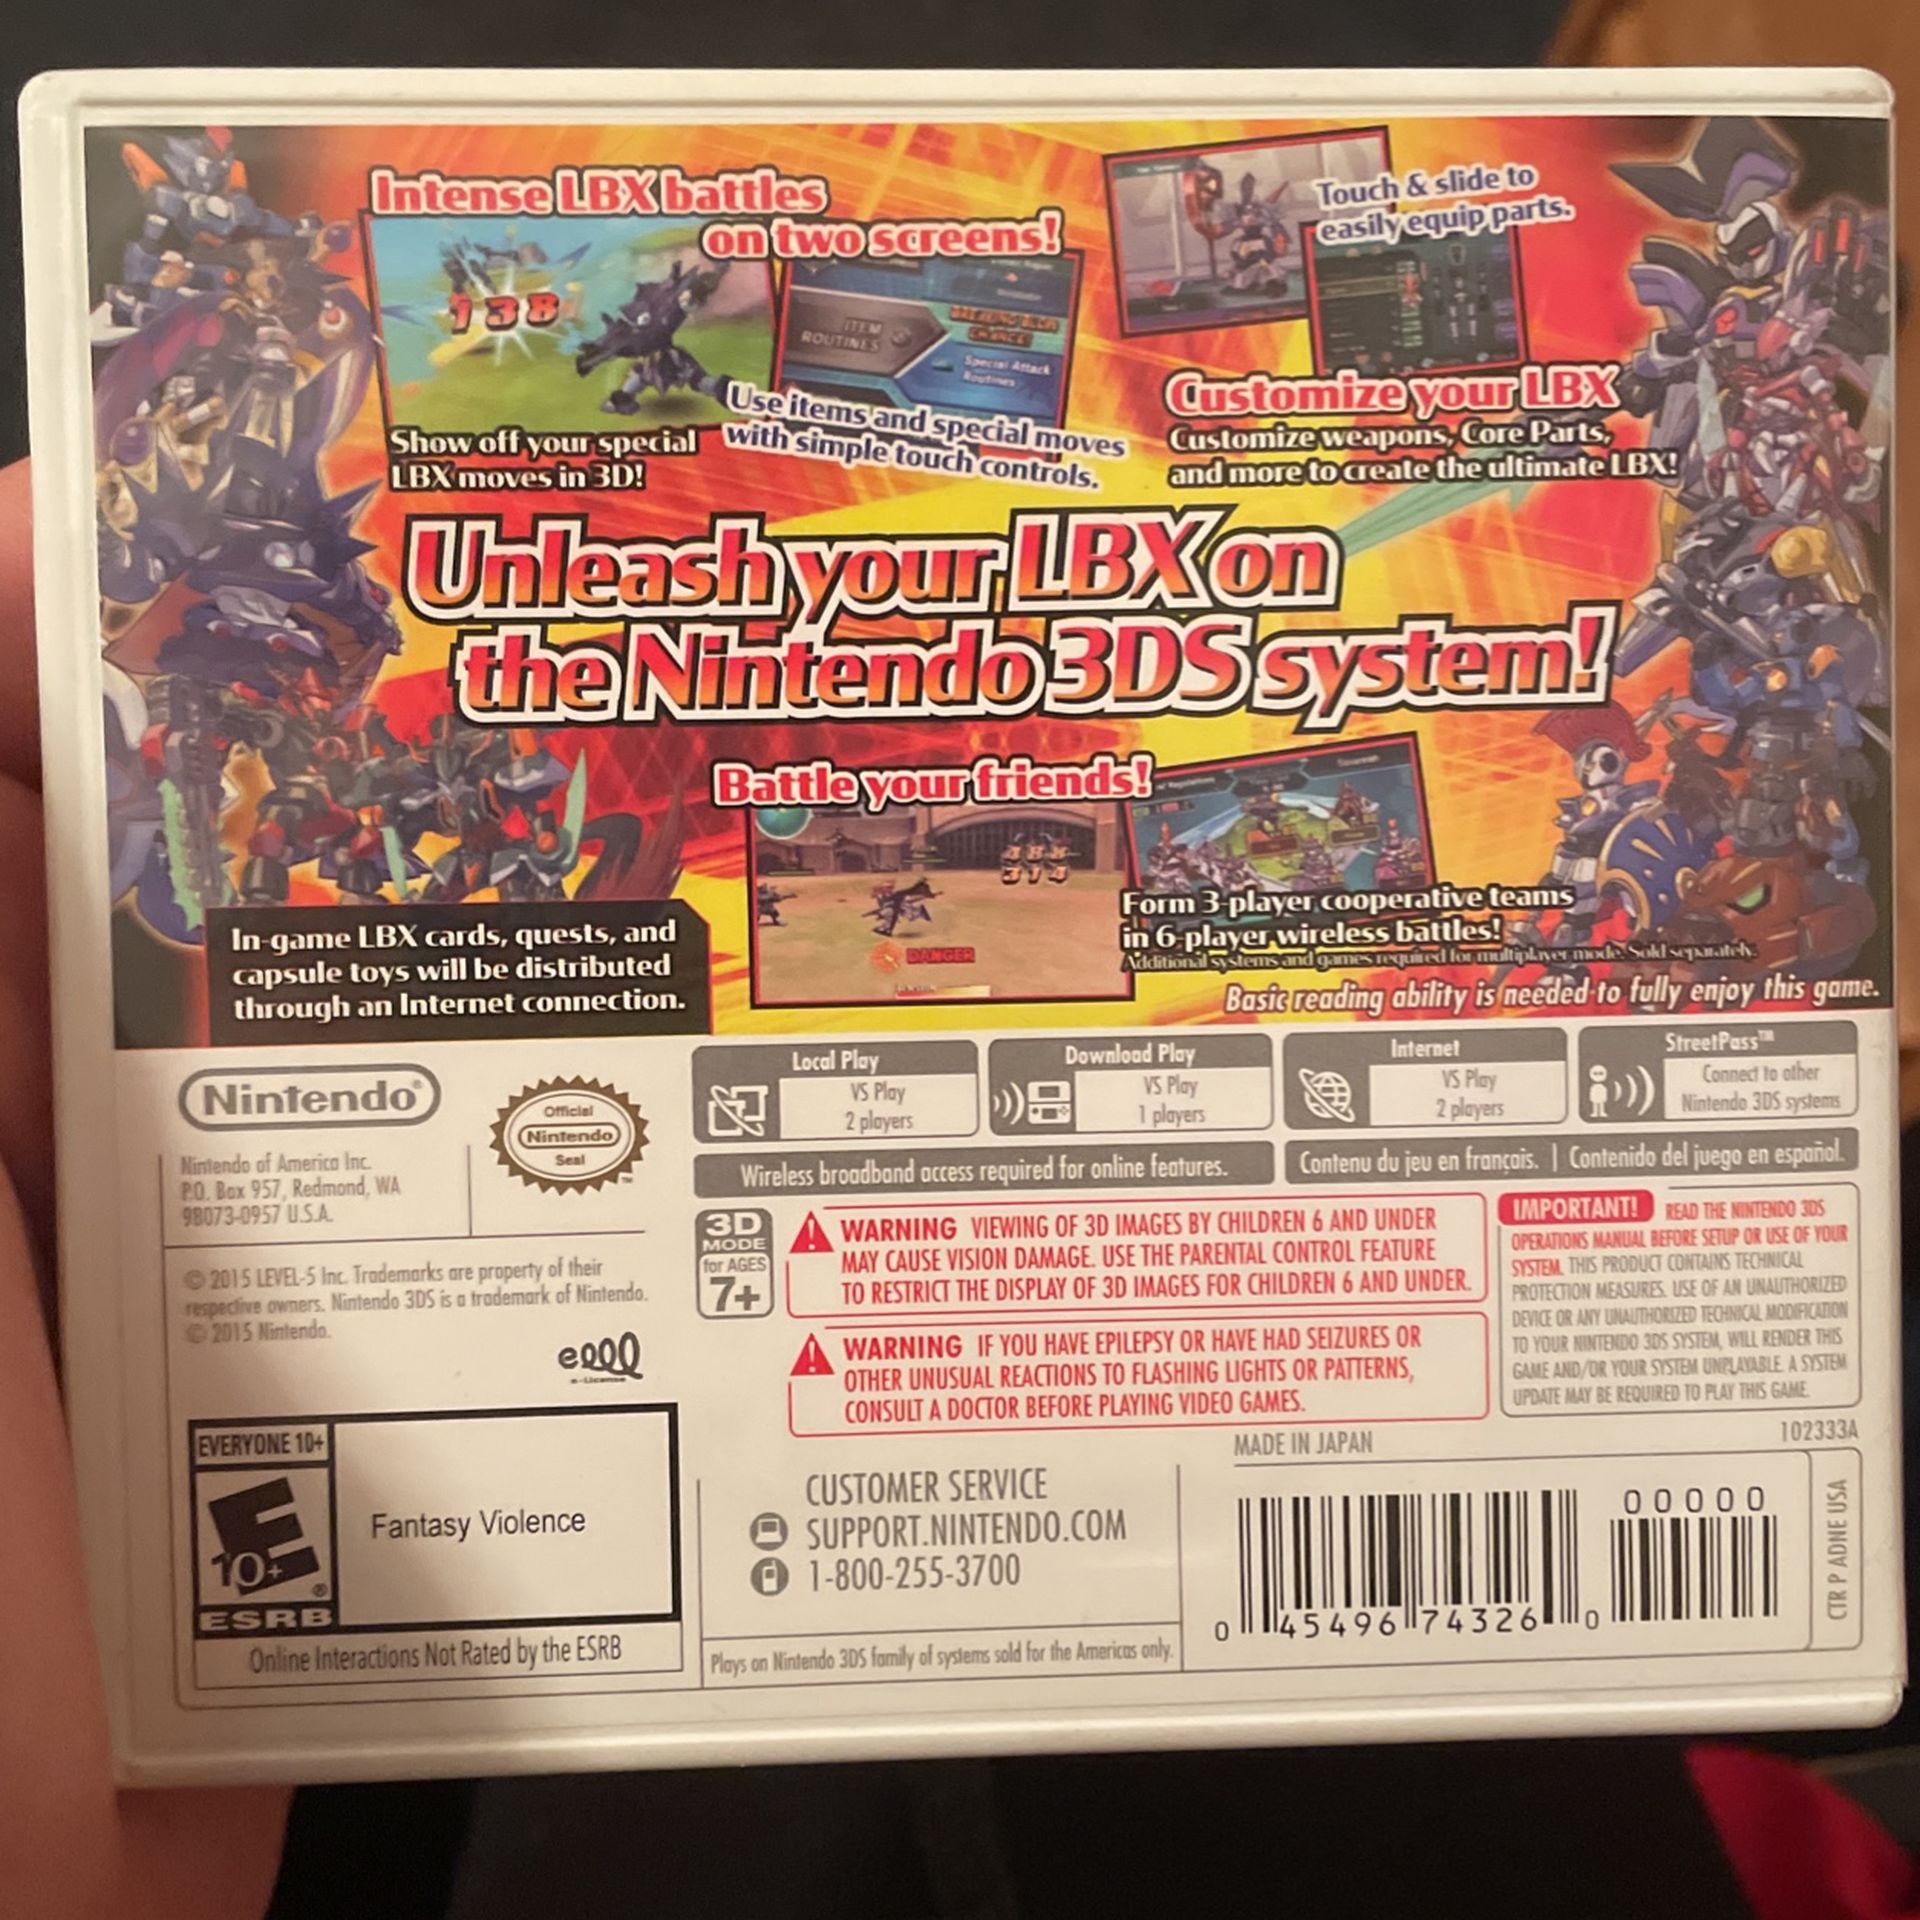 Intense LBX battles
on two screens!
138
ITEM
ROUTINES
BREAKING BLOW
CHANCE!
Special Attack
Routines
Show off your special
LBX moves in 3D!
Use items and special moves
with simple touch controls.
Touch & slide to
easily equip parts.
Customize your LBX
Customize weapons, Core Parts,
and more to create the ultimate LBX!
Unleash your LBX on
the Nintendo 3DS system!
Battle your friends!
DANGER
Form 3-player cooperative teams
in 6-player wireless battles!
Additional systems and games required for multiplayer mode. Sold separately.
Basic reading ability is needed to fully enjoy this game.
In-game LBX cards, quests, and
capsule toys will be distributed
through an Internet connection.
Nintendo®
Official
Nintendo
Seal
TM
Nintendo of America Inc.
P.O. Box 957, Redmond, WA
98073-0957 U.S.A.
Local Play
VS Play
2 players
Download Play
VS Play
1 players
Internet
VS Play
2 players
StreetPass™
Connect to other
Nintendo 3DS systems
Wireless broadband access required for online features.
Contenu du jeu en français. | Contenido del juego en español.
© 2015 LEVEL-5 Inc. Trademarks are property of their
respective owners. Nintendo 3DS is a trademark of Nintendo.
© 2015 Nintendo.
e-License
3D
MODE
for AGES
7+
WARNING VIEWING OF 3D IMAGES BY CHILDREN 6 AND UNDER
MAY CAUSE VISION DAMAGE. USE THE PARENTAL CONTROL FEATURE
TO RESTRICT THE DISPLAY OF 3D IMAGES FOR CHILDREN 6 AND UNDER.
WARNING IF YOU HAVE EPILEPSY OR HAVE HAD SEIZURES OR
OTHER UNUSUAL REACTIONS TO FLASHING LIGHTS OR PATTERNS,
CONSULT A DOCTOR BEFORE PLAYING VIDEO GAMES.
IMPORTANT! READ THE NINTENDO 3DS
OPERATIONS MANUAL BEFORE SETUP OR USE OF YOUR
SYSTEM. THIS PRODUCT CONTAINS TECHNICAL
PROTECTION MEASURES. USE OF AN UNAUTHORIZED
DEVICE OR ANY UNAUTHORIZED TECHNICAL MODIFICATION
TO YOUR NINTENDO 3DS SYSTEM, WILL RENDER THIS
GAME AND/OR YOUR SYSTEM UNPLAYABLE. A SYSTEM
UPDATE MAY BE REQUIRED TO PLAY THIS GAME.
102333A
MADE IN JAPAN
EVERYONE 10+
E
10+
®
ESRB
Fantasy Violence
Online Interactions Not Rated by the ESRB
CUSTOMER SERVICE
SUPPORT.NINTENDO.COM
1-800-255-3700
Plays on Nintendo 3DS family of systems sold for the Americas only.
00000
0 45496 74326 0
CTR P ADNE USA